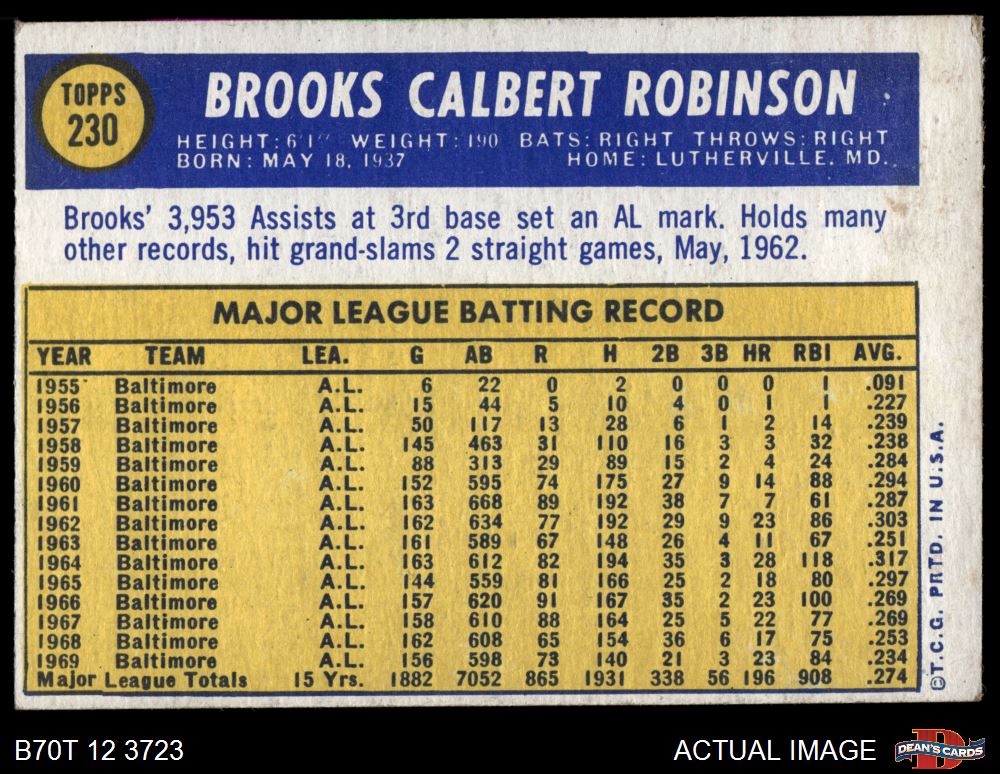 TOPPS
230
BROOKS CALBERT ROBINSON
HEIGHT: 6'1" WEIGHT: 190 BATS: RIGHT THROWS: RIGHT
BORN: MAY 18, 1937 HOME: LUTHERVILLE, MD.
Brooks' 3,953 Assists at 3rd base set an AL mark. Holds many
other records, hit grand-slams 2 straight games, May, 1962.
MAJOR LEAGUE BATTING RECORD
YEAR TEAM LEA. G AB R H 2B 3B HR RBI AVG.
1955 Baltimore A.L. 6 22 0 2 0 0 0 1 .091
1956 Baltimore A.L. 15 44 5 10 4 0 1 1 .227
1957 Baltimore A.L. 50 117 13 28 6 1 2 14 .239
1958 Baltimore A.L. 145 463 31 110 16 3 3 32 .238
1959 Baltimore A.L. 88 313 29 89 15 2 4 24 .284
1960 Baltimore A.L. 152 595 74 175 27 9 14 88 .294
1961 Baltimore A.L. 163 668 89 192 38 7 7 61 .287
1962 Baltimore A.L. 162 634 77 192 29 9 23 86 .303
1963 Baltimore A.L. 161 589 67 148 26 4 11 67 .251
1964 Baltimore A.L. 163 612 82 194 35 3 28 118 .317
1965 Baltimore A.L. 144 559 81 166 25 2 18 80 .297
1966 Baltimore A.L. 157 620 91 167 35 2 23 100 .269
1967 Baltimore A.L. 158 610 88 164 25 5 22 77 .269
1968 Baltimore A.L. 162 608 65 154 36 6 17 75 .253
1969 Baltimore A.L. 156 598 73 140 21 3 23 84 .234
Major League Totals 15 Yrs. 1882 7052 865 1931 338 56 196 908 .274
©T.C.G. PRTD. IN U.S.A.
B70T 12 3723
ACTUAL IMAGE
DEAN'S CARDS